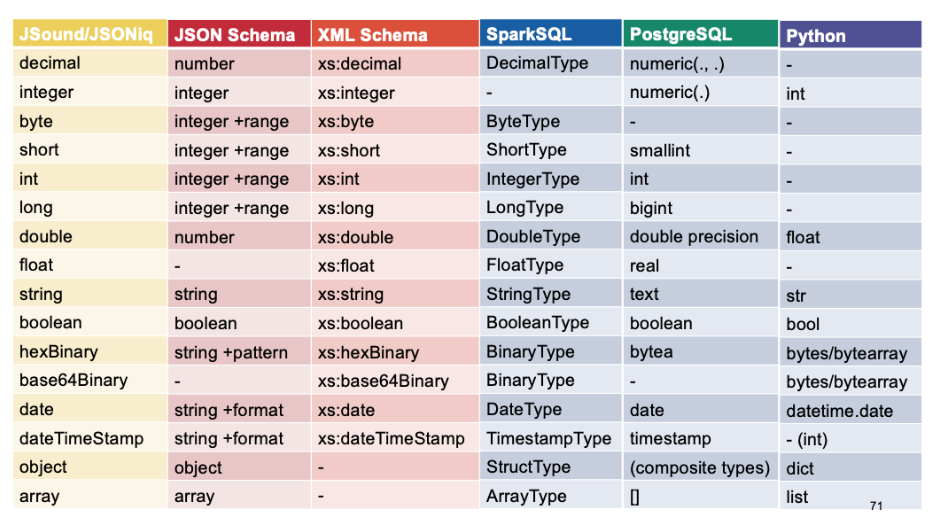 JSound/JSONiq JSON Schema XML Schema SparkSQL PostgreSQL Python
decimal number xs:decimal DecimalType numeric(., .) -
integer integer xs:integer - numeric(.) int
byte integer +range xs:byte ByteType - -
short integer +range xs:short ShortType smallint -
int integer +range xs:int IntegerType int -
long integer +range xs:long LongType bigint -
double number xs:double DoubleType double precision float
float - xs:float FloatType real -
string string xs:string StringType text str
boolean boolean xs:boolean BooleanType boolean bool
hexBinary string +pattern xs:hexBinary BinaryType bytea bytes/bytearray
base64Binary - xs:base64Binary BinaryType - bytes/bytearray
date string +format xs:date DateType date datetime.date
dateTimeStamp string +format xs:dateTimeStamp TimestampType timestamp - (int)
object object - StructType (composite types) dict
array array - ArrayType [] list
71